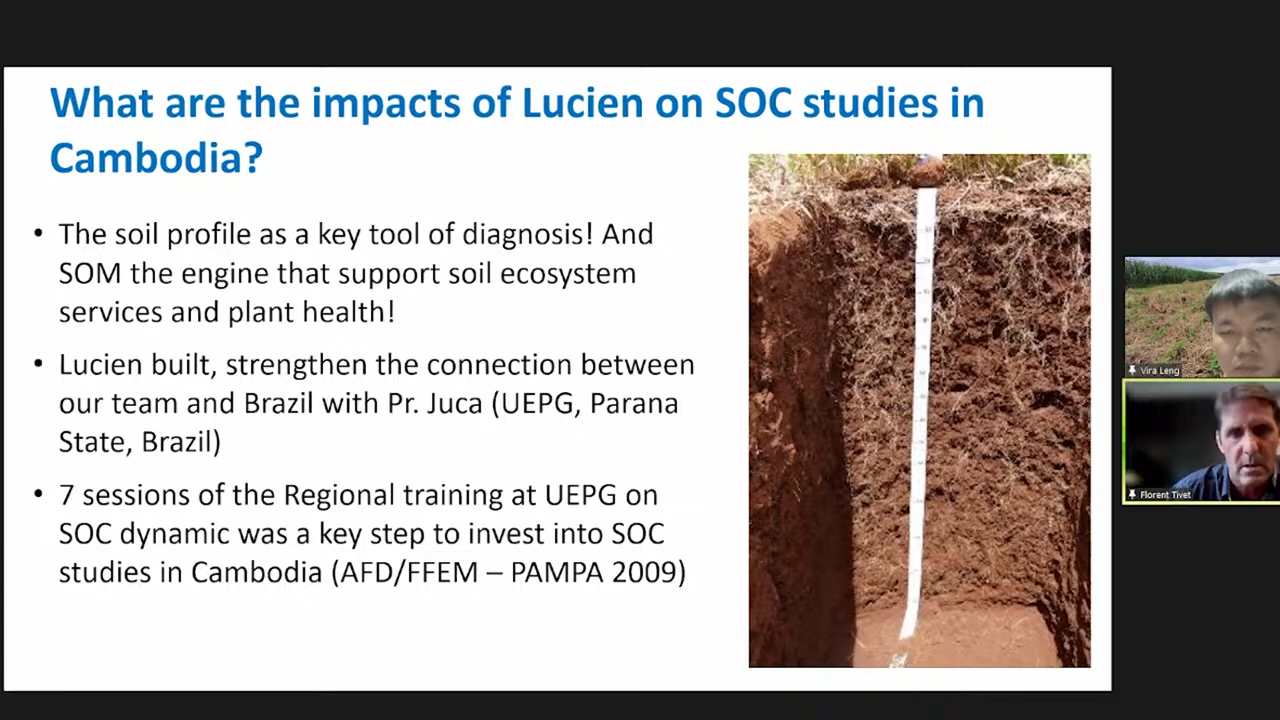 What are the impacts of Lucien on SOC studies in
Cambodia?
• The soil profile as a key tool of diagnosis! And
SOM the engine that support soil ecosystem
services and plant health!
• Lucien built, strengthen the connection between
our team and Brazil with Pr. Juca (UEPG, Parana
State, Brazil)
• 7 sessions of the Regional training at UEPG on
SOC dynamic was a key step to invest into SOC
studies in Cambodia (AFD/FFEM – PAMPA 2009)
Vira Leng
Florent Tivet